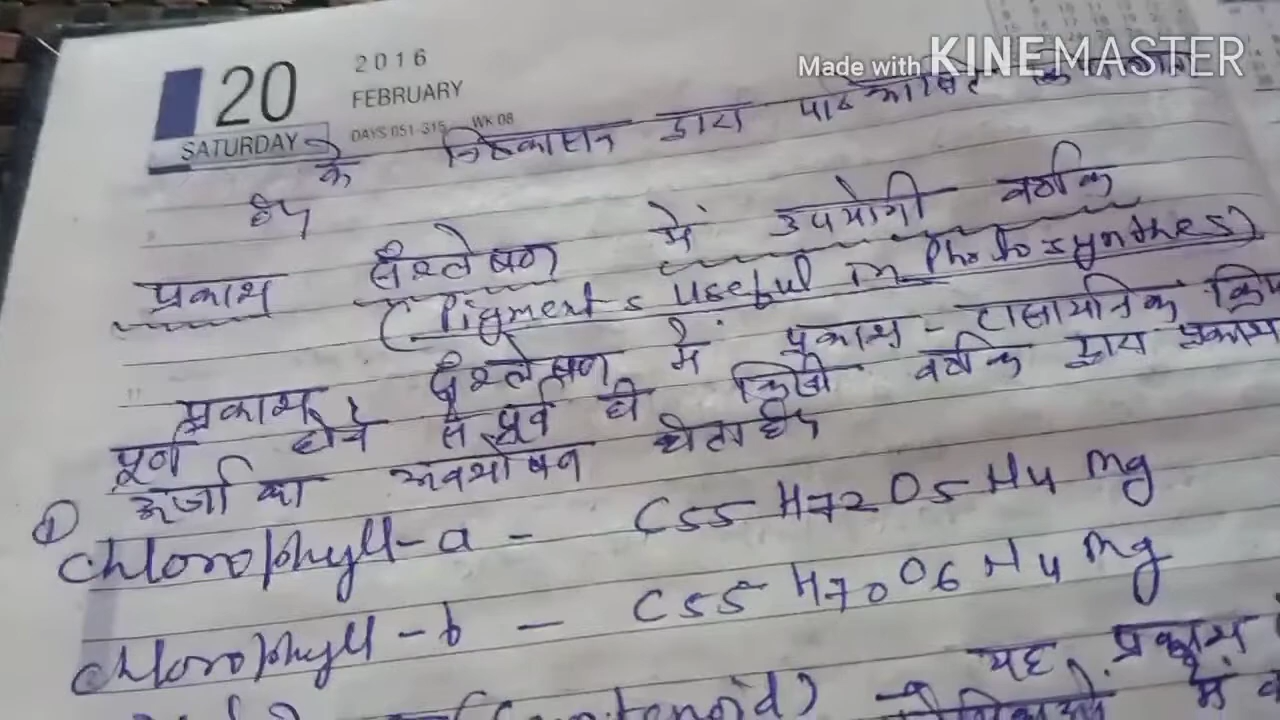 Made with KINEMASTER
20
2016
FEBRUARY
SATURDAY
DAYS 051-315 WK 08
के निष्कासन द्वारा
है।
प्रकाश संश्लेषण में उपयोगी वर्णक
(Pigments useful in Photosynthes)
प्रकाश संश्लेषण में प्रकाश - रासायनिक
पूर्ण होने से पूर्व ही किसी वर्णक द्वारा प्रकाश
ऊर्जा का अवशोषण होता है।
① Chlorophyll-a - C55 H72 O5 N4 Mg
Chlorophyll-b - C55 H70 O6 N4 Mg
यह प्रकाश
में